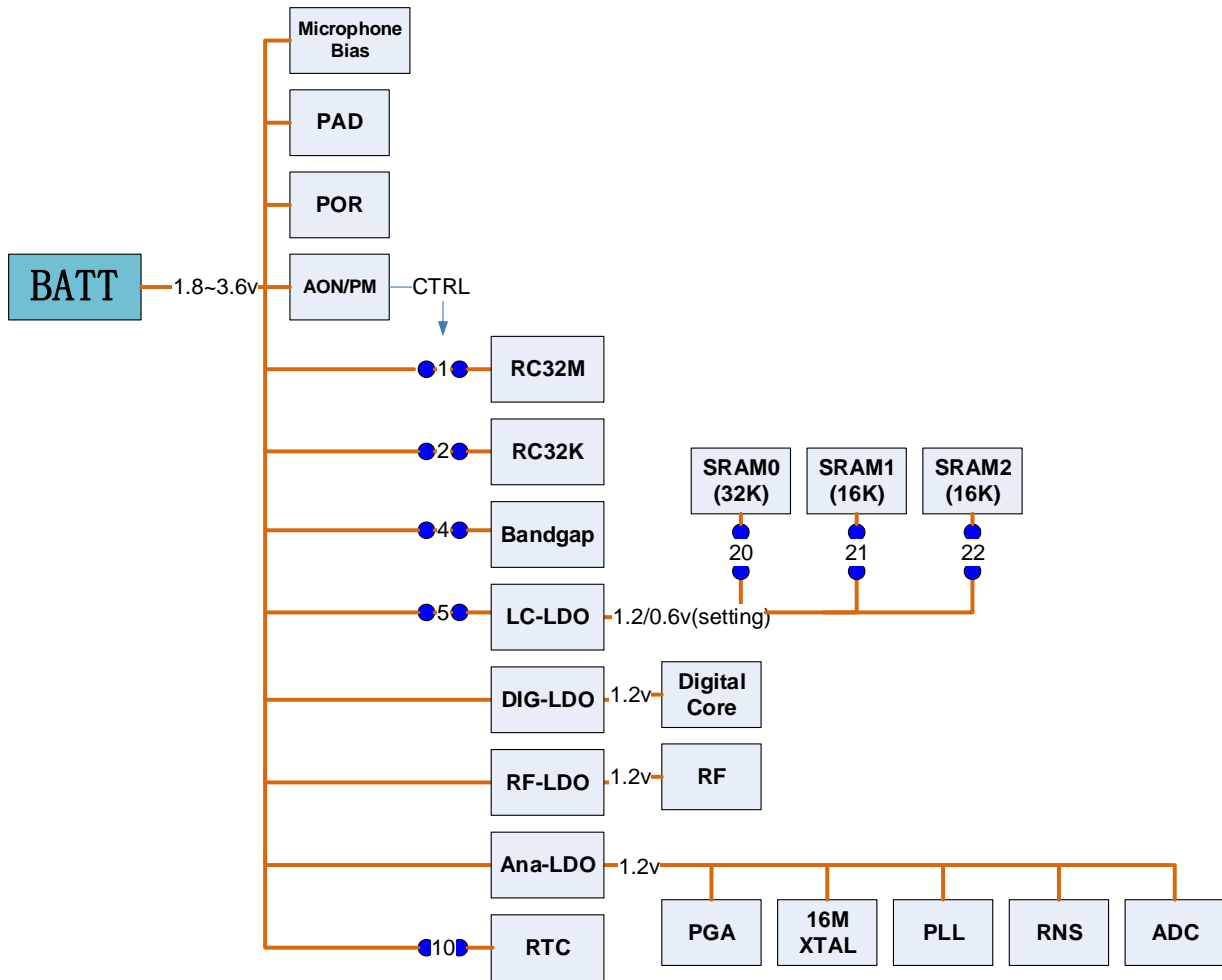 Microphone
Bias
PAD
POR
BATT
1.8~3.6v
AON/PM
CTRL
1
RC32M
2
RC32K
SRAM0
(32K)
SRAM1
(16K)
SRAM2
(16K)
20
21
22
4
Bandgap
5
LC-LDO
1.2/0.6v(setting)
DIG-LDO
1.2v
Digital
Core
RF-LDO
1.2v
RF
Ana-LDO
1.2v
PGA
16M
XTAL
PLL
RNS
ADC
10
RTC